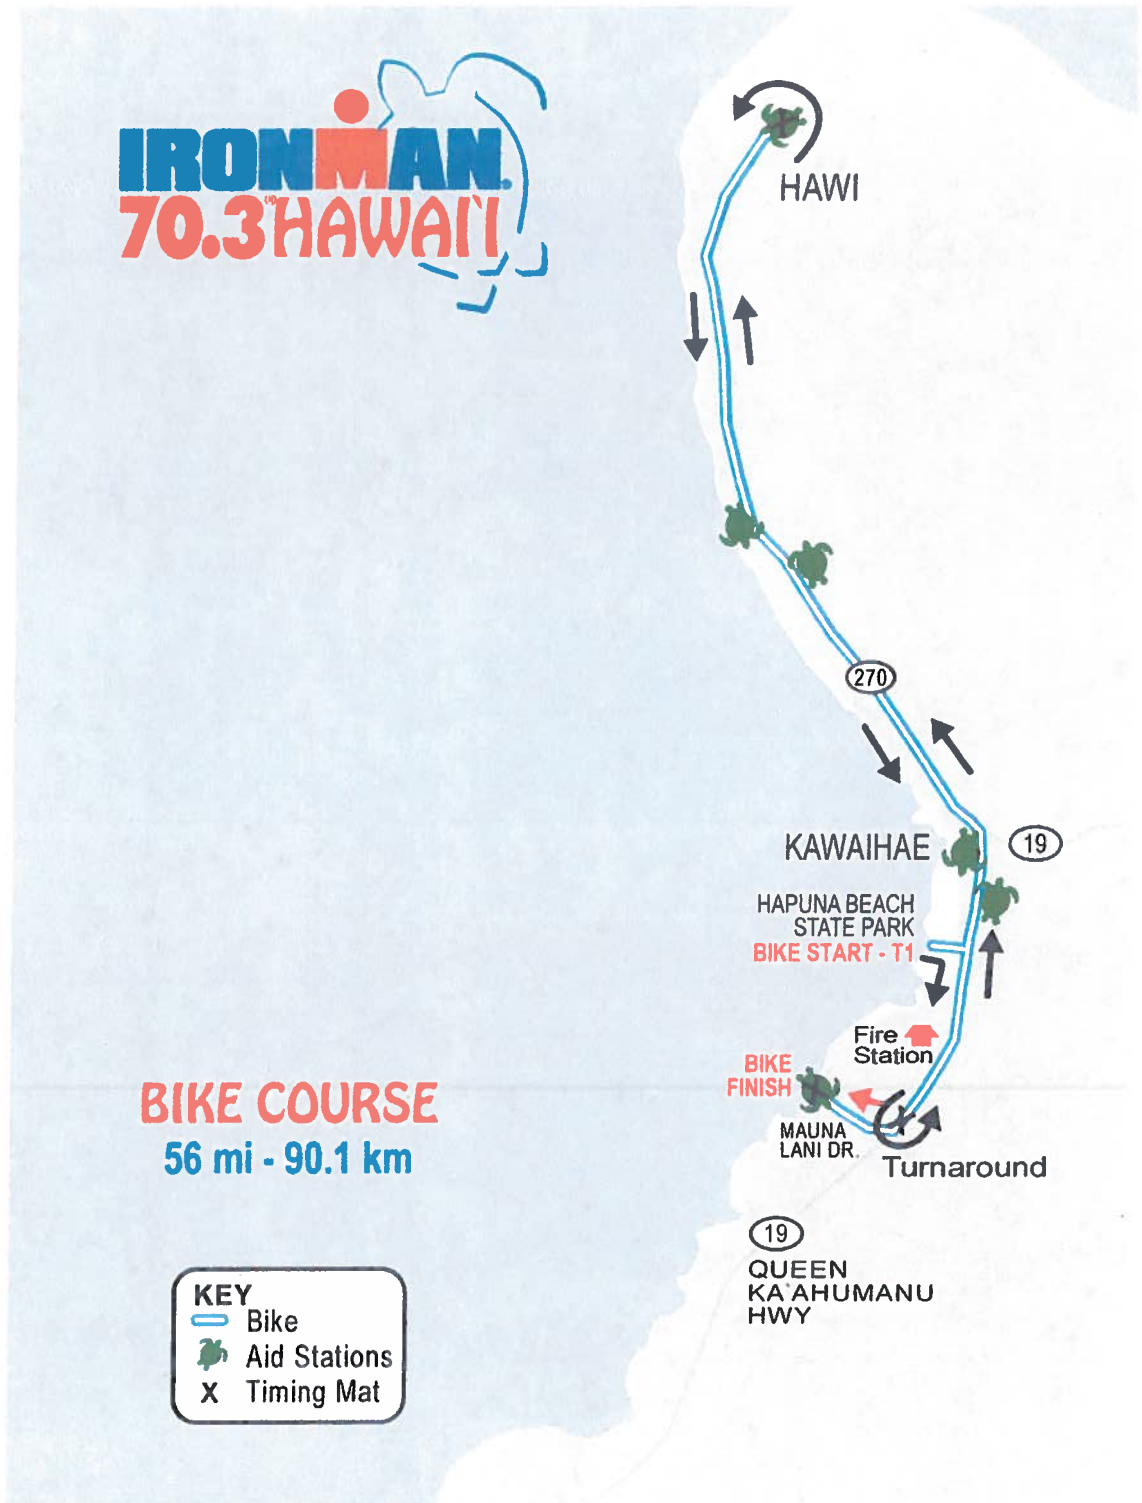 IRONMAN
70.3 HAWAI'I
HAWI
270
KAWAIHAE
19
HAPUNA BEACH
STATE PARK
BIKE START - T1
Fire
Station
BIKE
FINISH
MAUNA
LANI DR.
Turnaround
BIKE COURSE
56 mi - 90.1 km
19
QUEEN
KA'AHUMANU
HWY
KEY
Bike
Aid Stations
X Timing Mat